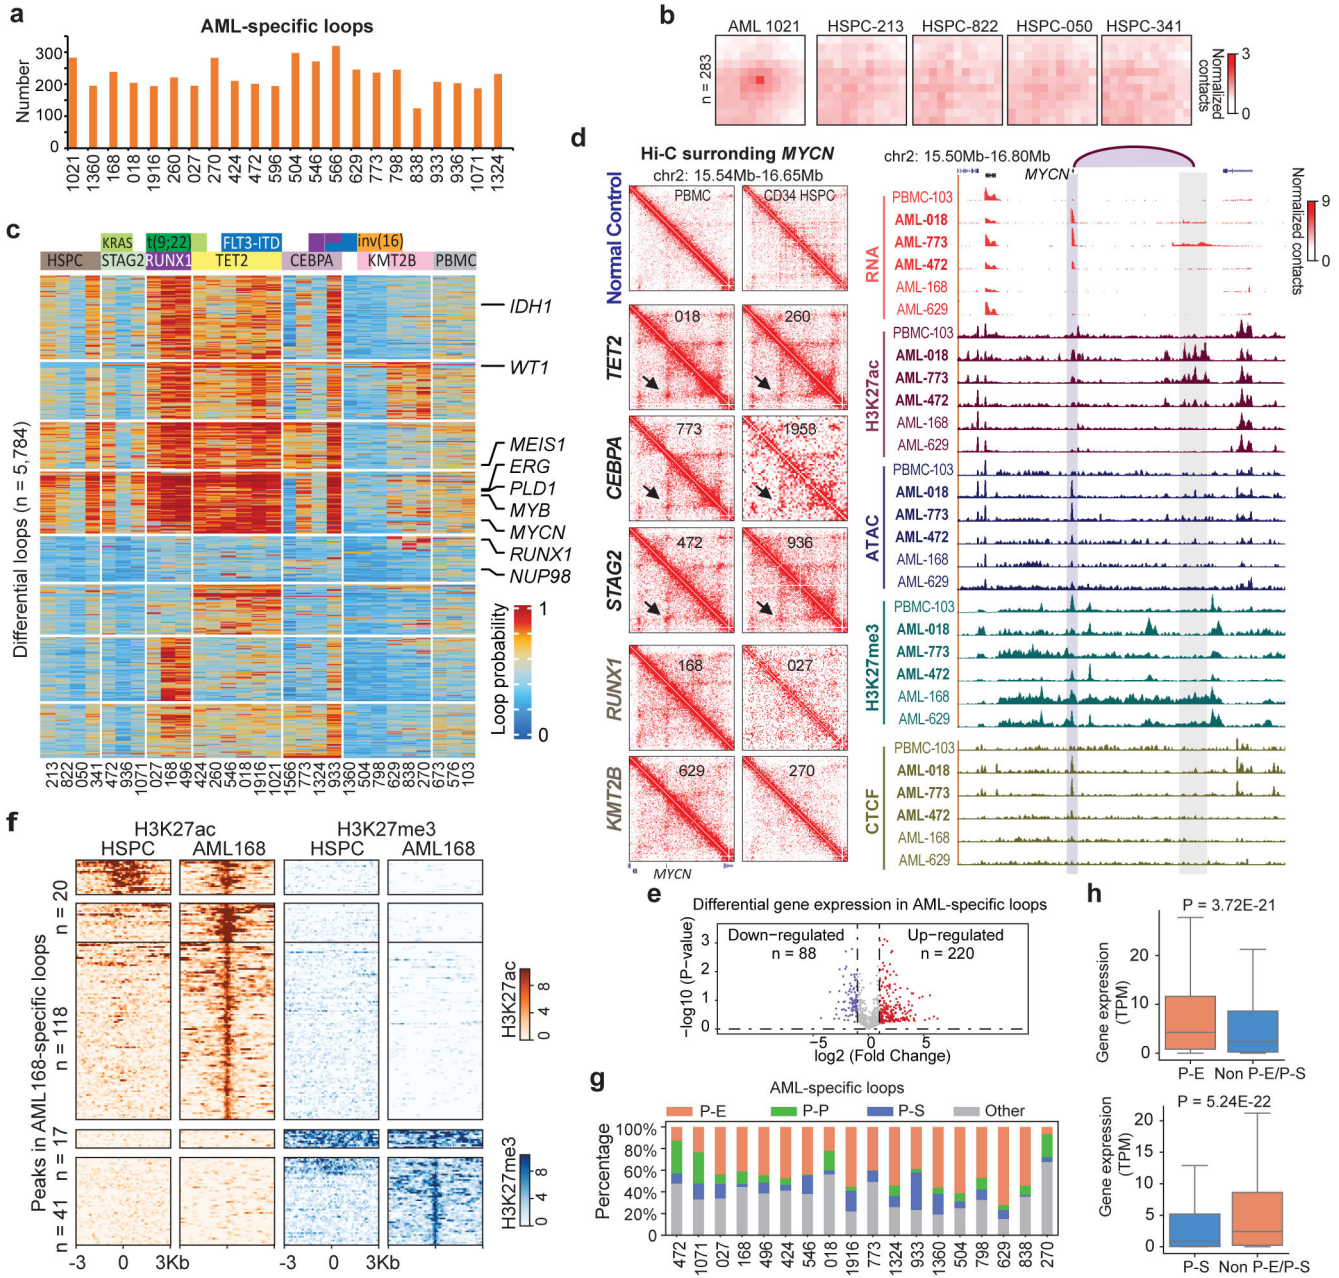 a
AML-specific loops
Number
300
200
100
0
1021 1360 168 018 1916 260 027 270 424 472 596 504 546 566 629 773 798 838 933 936 1071 1324
b
AML 1021 HSPC-213 HSPC-822 HSPC-050 HSPC-341
n = 283
3
0
Normalized contacts
c
KRAS t(9;22) FLT3-ITD inv(16)
HSPC STAG2 RUNX1 TET2 CEBPA KMT2B PBMC
Differential loops (n = 5,784)
IDH1
WT1
MEIS1
ERG
PLD1
MYB
MYCN
RUNX1
NUP98
Loop probability
1
0
213 822 050 341 472 936 1071 027 168 496 424 260 546 018 1916 1021 1566 773 1324 933 1360 504 798 629 838 270 673 576 103
d
Hi-C surronding MYCN
chr2: 15.54Mb-16.65Mb
Normal Control
PBMC CD34 HSPC
TET2
018 260
CEBPA
773 1958
STAG2
472 936
RUNX1
168 027
KMT2B
629 270
MYCN
chr2: 15.50Mb-16.80Mb
MYCN
Normalized contacts
9
0
RNA
PBMC-103
AML-018
AML-773
AML-472
AML-168
AML-629
H3K27ac
PBMC-103
AML-018
AML-773
AML-472
AML-168
AML-629
ATAC
PBMC-103
AML-018
AML-773
AML-472
AML-168
AML-629
H3K27me3
PBMC-103
AML-018
AML-773
AML-472
AML-168
AML-629
CTCF
PBMC-103
AML-018
AML-773
AML-472
AML-168
AML-629
e
Differential gene expression in AML-specific loops
Down-regulated Up-regulated
n = 88 n = 220
−log10 (P-value)
3
2
1
0
−5 0 5
log2 (Fold Change)
f
H3K27ac H3K27me3
HSPC AML168 HSPC AML168
Peaks in AML168-specific loops
n = 20
n = 118
n = 17
n = 41
H3K27ac
8
4
0
H3K27me3
8
4
0
-3 0 3Kb -3 0 3Kb
g
AML-specific loops
P-E P-P P-S Other
Percentage
100%
80%
60%
40%
20%
0
472 1071 027 168 496 424 546 018 1916 773 1324 933 1360 504 798 629 838 270
h
P = 3.72E-21
Gene expression (TPM)
20
10
0
P-E Non P-E/P-S
P = 5.24E-22
Gene expression (TPM)
20
15
10
5
0
P-S Non P-E/P-S